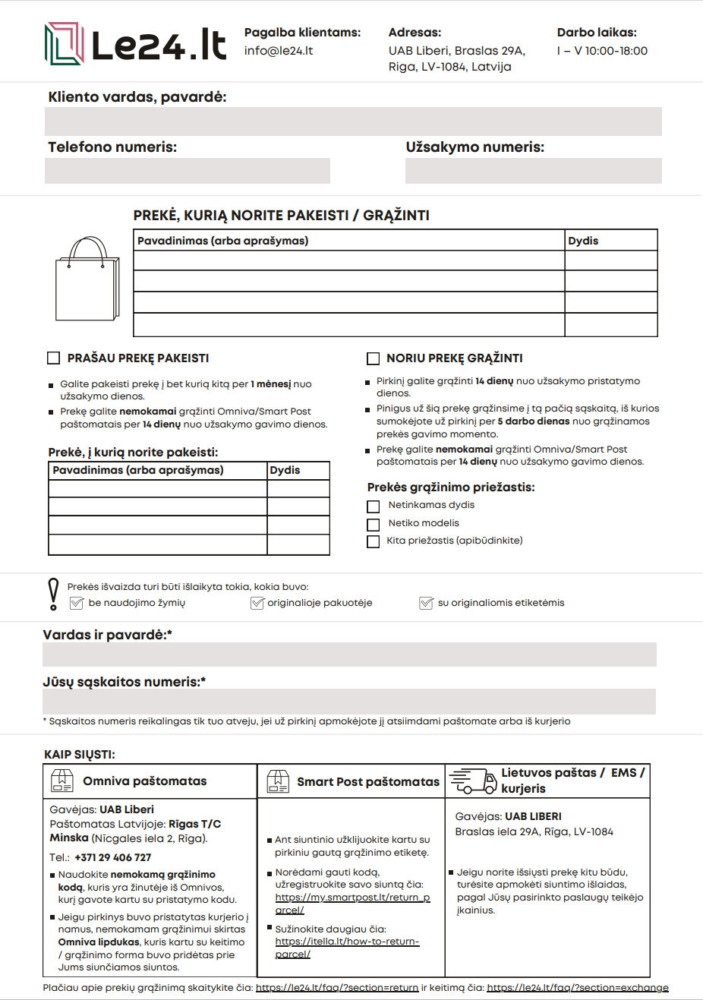 Le24.lt
Pagalba klientams:
info@le24.lt
Adresas:
UAB Liberi, Braslas 29A,
Riga, LV-1084, Latvija
Darbo laikas:
I – V 10:00-18:00
Kliento vardas, pavardė:
Telefono numeris:
Užsakymo numeris:
PREKĖ, KURIĄ NORITE PAKEISTI / GRĄŽINTI
Pavadinimas (arba aprašymas)
Dydis
PRAŠAU PREKĘ PAKEISTI
Galite pakeisti prekę į bet kurią kitą per 1 mėnesį nuo
užsakymo dienos.
Prekę galite nemokamai grąžinti Omniva/Smart Post
paštomatais per 14 dienų nuo užsakymo gavimo dienos.
Prekė, į kurią norite pakeisti:
Pavadinimas (arba aprašymas)
Dydis
NORIU PREKĘ GRĄŽINTI
Pirkinį galite grąžinti 14 dienų nuo užsakymo pristatymo
dienos.
Pinigus už šią prekę grąžinsime į tą pačią sąskaitą, iš kurios
sumokėjote už pirkinį per 5 darbo dienas nuo grąžinamos
prekės gavimo momento.
Prekę galite nemokamai grąžinti Omniva/Smart Post
paštomatais per 14 dienų nuo užsakymo gavimo dienos.
Prekės grąžinimo priežastis:
Netinkamas dydis
Netiko modelis
Kita priežastis (apibūdinkite)
Prekės išvaizda turi būti išlaikyta tokia, kokia buvo:
be naudojimo žymių
originalioje pakuotėje
su originaliomis etiketėmis
Vardas ir pavardė:*
Jūsų sąskaitos numeris:*
* Sąskaitos numeris reikalingas tik tuo atveju, jei už pirkinį apmokėjote jį atsiimdami paštomate arba iš kurjerio
KAIP SIŲSTI:
Omniva paštomatas
Gavėjas: UAB Liberi
Paštomatas Latvijoje: Rīgas T/C
Minska (Nīcgales iela 2, Rīga).
Tel.: +371 29 406 727
Naudokite nemokamą grąžinimo
kodą, kuris yra žinutėje iš Omnivos,
kurį gavote kartu su pristatymo kodu.
Jeigu pirkinys buvo pristatytas kurjerio į
namus, nemokamam grąžinimui skirtas
Omniva lipdukas, kuris kartu su keitimo
/ grąžinimo forma buvo pridėtas prie
Jums siunčiamos siuntos.
Smart Post paštomatas
Ant siuntinio užklijuokite kartu su
pirkiniu gautą grąžinimo etiketę.
Norėdami gauti kodą,
užregistruokite savo siuntą čia:
https://my.smartpost.lt/return_p
arcel/
Sužinokite daugiau čia:
https://itella.lt/how-to-return-
parcel/
Lietuvos paštas / EMS /
kurjeris
Gavėjas: UAB LIBERI
Braslas iela 29A, Rīga, LV-1084
Jeigu norite išsiųsti prekę kitu būdu,
turėsite apmokėti siuntimo išlaidas,
pagal Jūsų pasirinkto paslaugų teikėjo
įkainius.
Plačiau apie prekių grąžinimą skaitykite čia: https://le24.lt/faq/?section=return ir keitimą čia: https://le24.lt/faq/?section=exchange